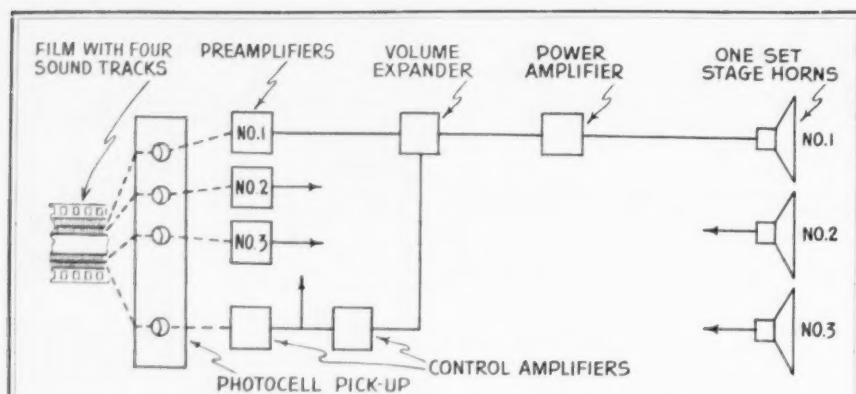 FILM WITH FOUR
SOUND TRACKS
PREAMPLIFIERS
VOLUME
EXPANDER
POWER
AMPLIFIER
ONE SET
STAGE HORNS
NO.1
NO.2
NO.3
NO.1
NO.2
NO.3
CONTROL AMPLIFIERS
PHOTOCELL PICK-UP